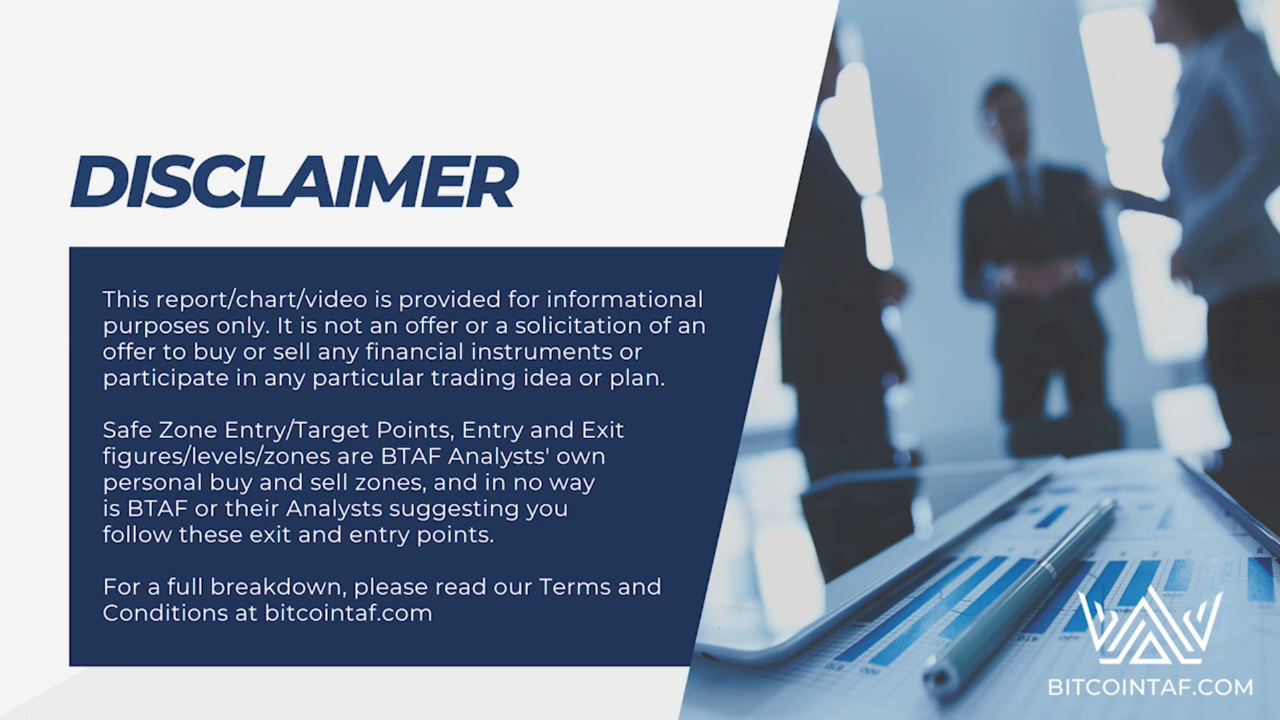 DISCLAIMER
This report/chart/video is provided for informational
purposes only. It is not an offer or a solicitation of an
offer to buy or sell any financial instruments or
participate in any particular trading idea or plan.
Safe Zone Entry/Target Points, Entry and Exit
figures/levels/zones are BTAF Analysts' own
personal buy and sell zones, and in no way
is BTAF or their Analysts suggesting you
follow these exit and entry points.
For a full breakdown, please read our Terms and
Conditions at bitcointaf.com
BITCOINTAF.COM